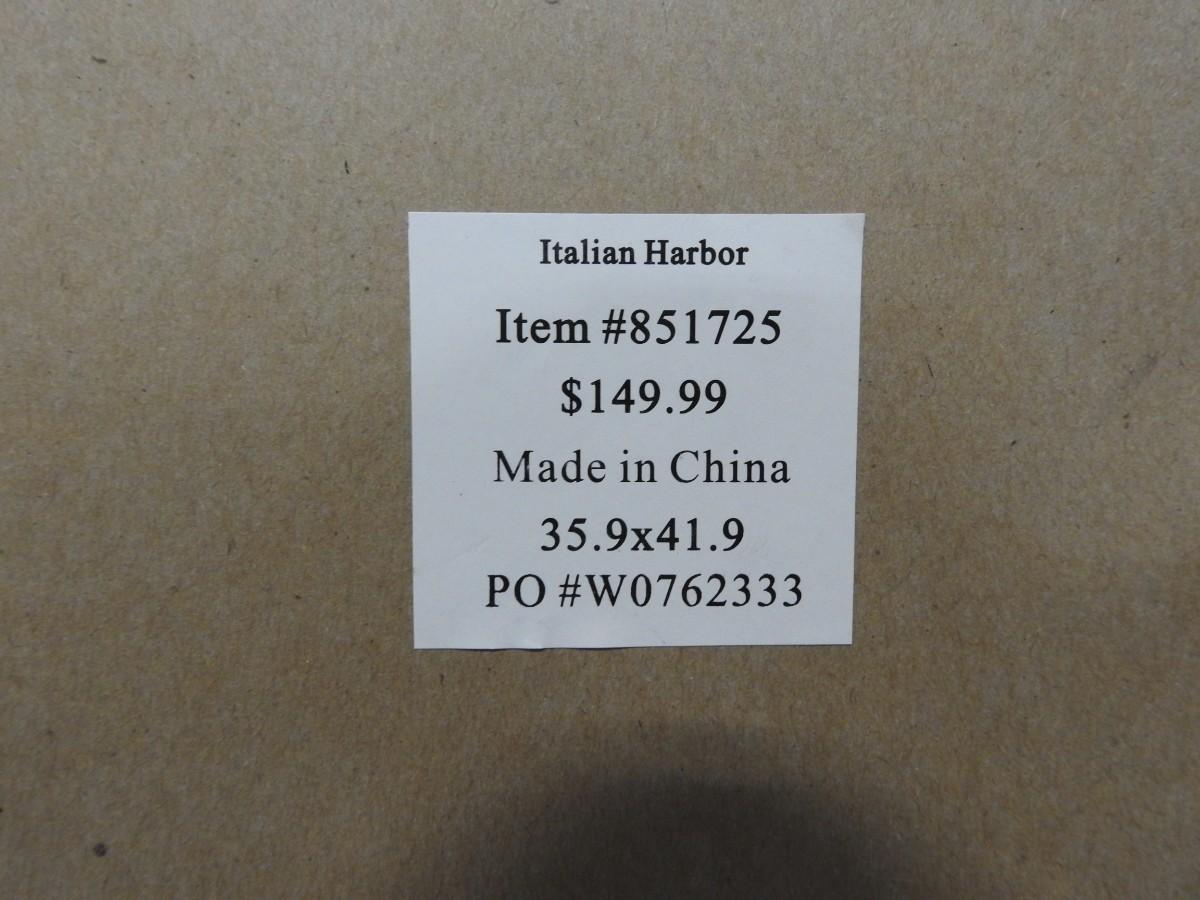 Italian Harbor
Item #851725
$149.99
Made in China
35.9x41.9
PO #W0762333